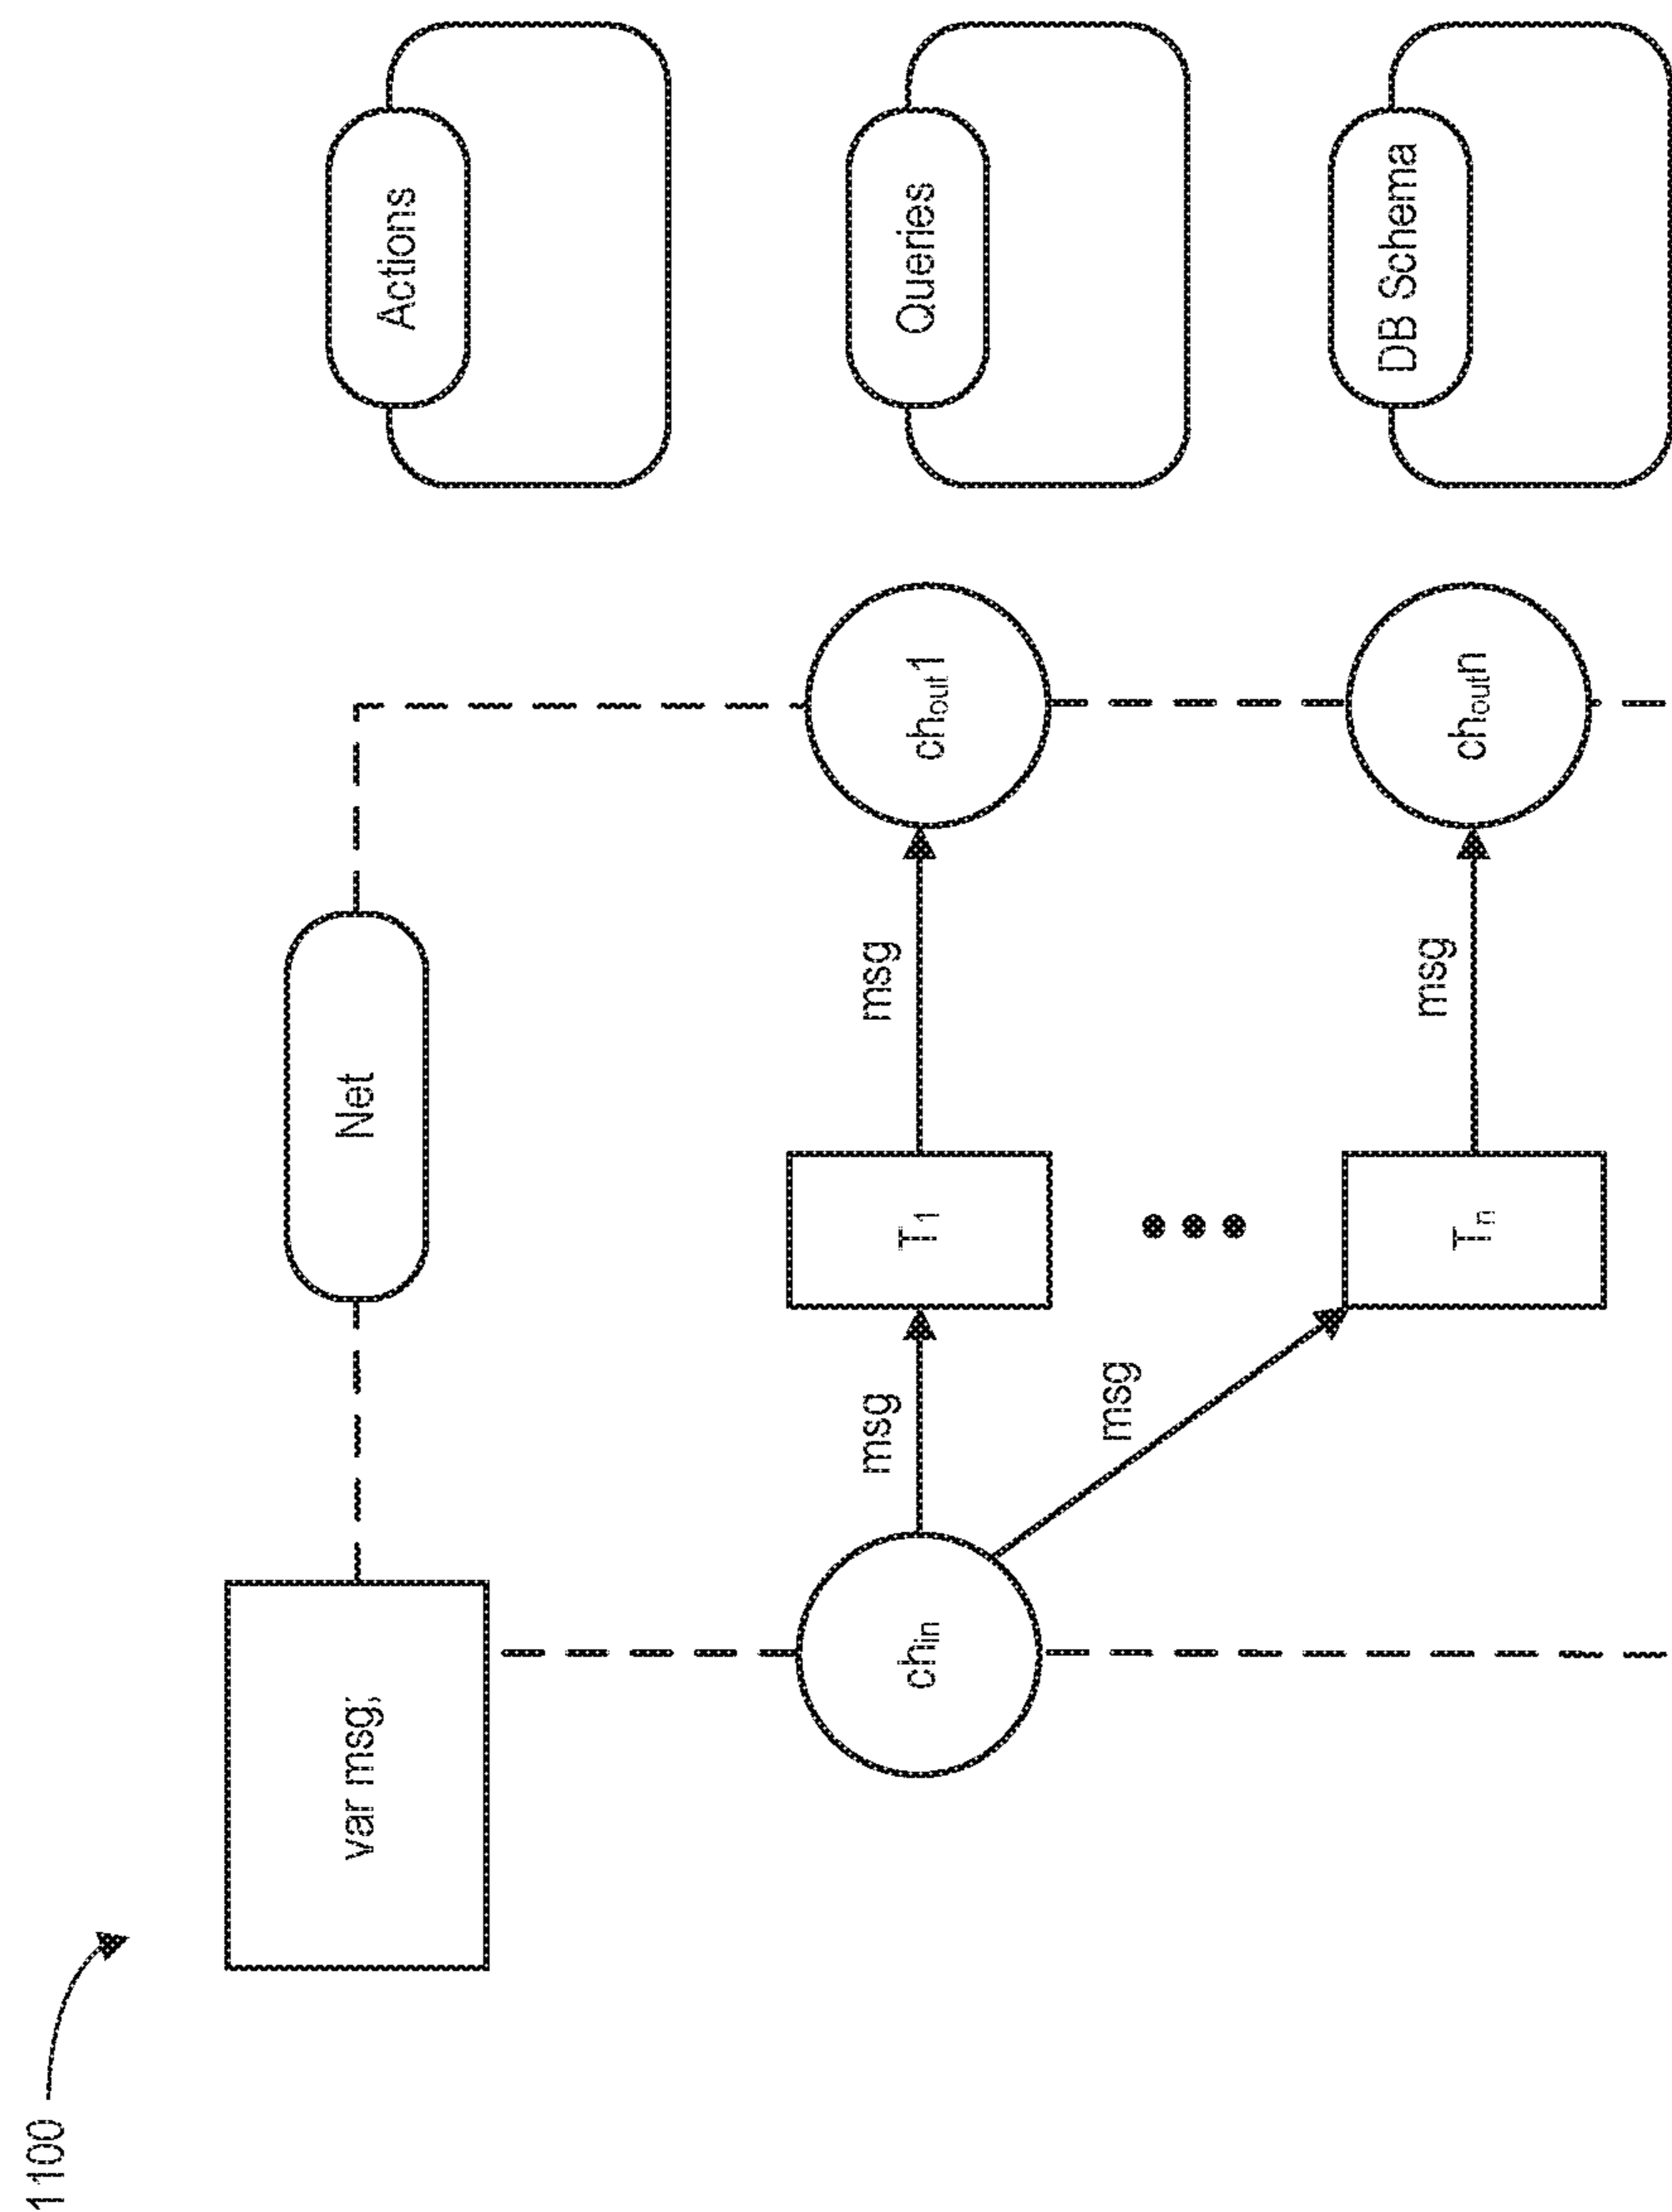 1100
var msg;
Net
Actions
ch_in
msg
T_1
msg
ch_out1
Queries
msg
T_n
msg
ch_outn
DB Schema